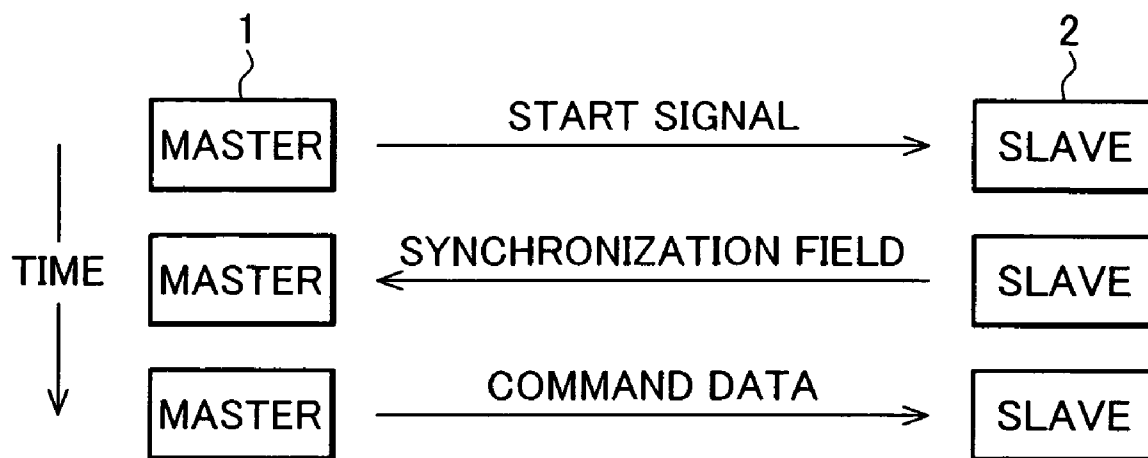 1 2
MASTER START SIGNAL SLAVE
TIME MASTER SYNCHRONIZATION FIELD SLAVE
MASTER COMMAND DATA SLAVE